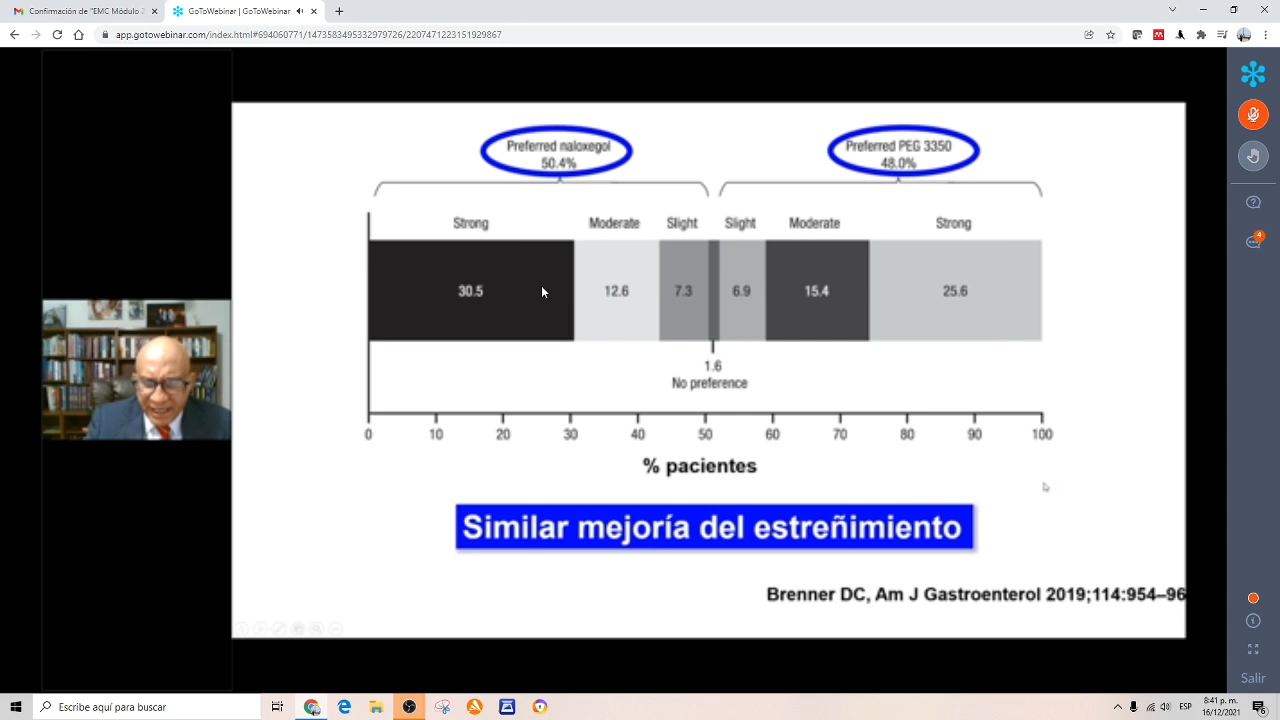 Confirmación de "EMC Módulo 2
GoToWebinar | GoToWebinar
app.gotowebinar.com/index.html#694060771/1473583495332979726/2207471223151929867
Preferred naloxegol
50.4%
Preferred PEG 3350
48.0%
Strong Moderate Slight Slight Moderate Strong
30.5 12.6 7.3 6.9 15.4 25.6
1.6
No preference
0 10 20 30 40 50 60 70 80 90 100
% pacientes
Similar mejoría del estreñimiento
Brenner DC, Am J Gastroenterol 2019;114:954–96
4
Salir
Escribe aquí para buscar
ESP
8:41 p. m.
16/12/2021